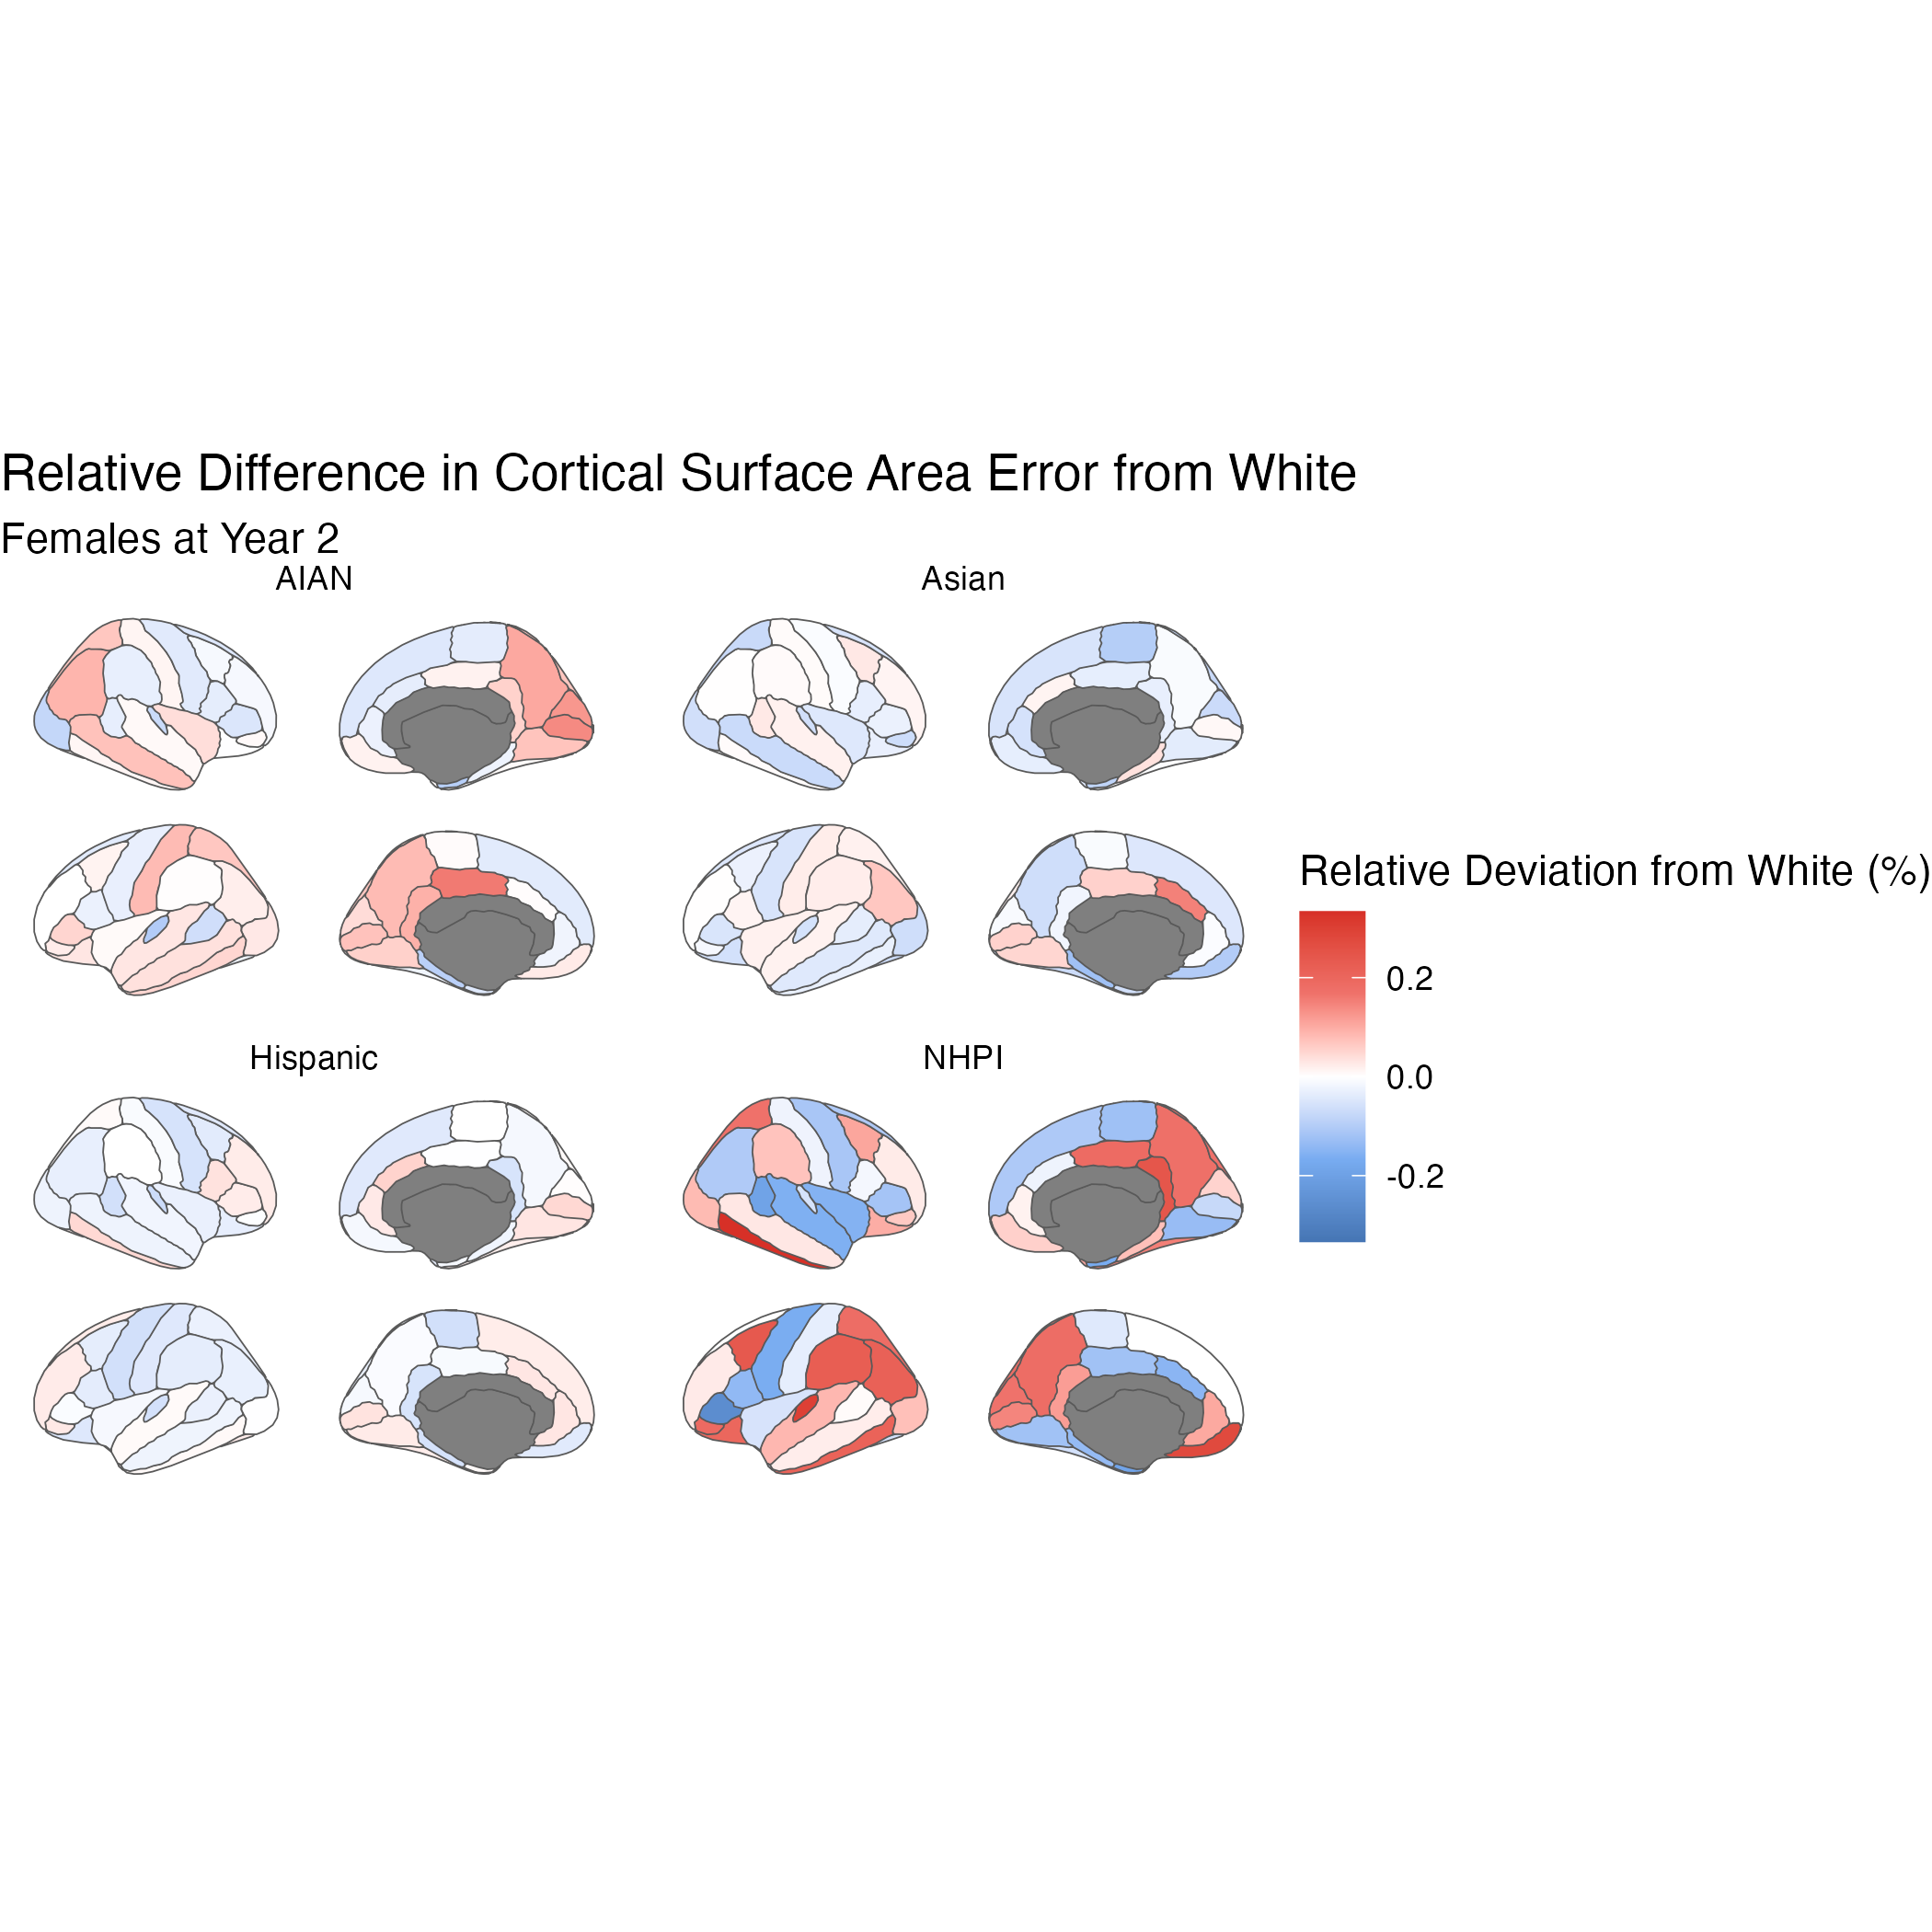 Relative Difference in Cortical Surface Area Error from White
Females at Year 2
AIAN
Asian
Hispanic
NHPI
Relative Deviation from White (%)
0.2
0.0
-0.2